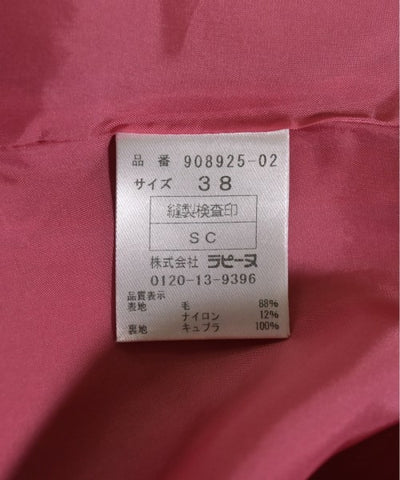 品番 908925-02
サイズ 38
縫製検査印
SC
株式会社 ラピーヌ
0120-13-9396
品質表示
表地 毛 88%
ナイロン 12%
裏地 キュプラ 100%